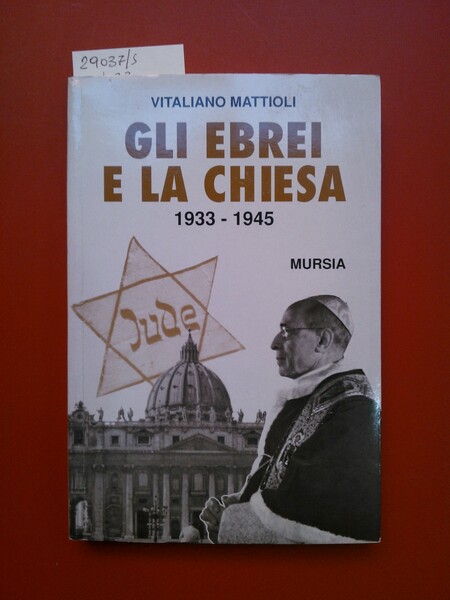 29037/S
VITALIANO MATTIOLI
GLI EBREI
E LA CHIESA
1933 - 1945
MURSIA
Jude